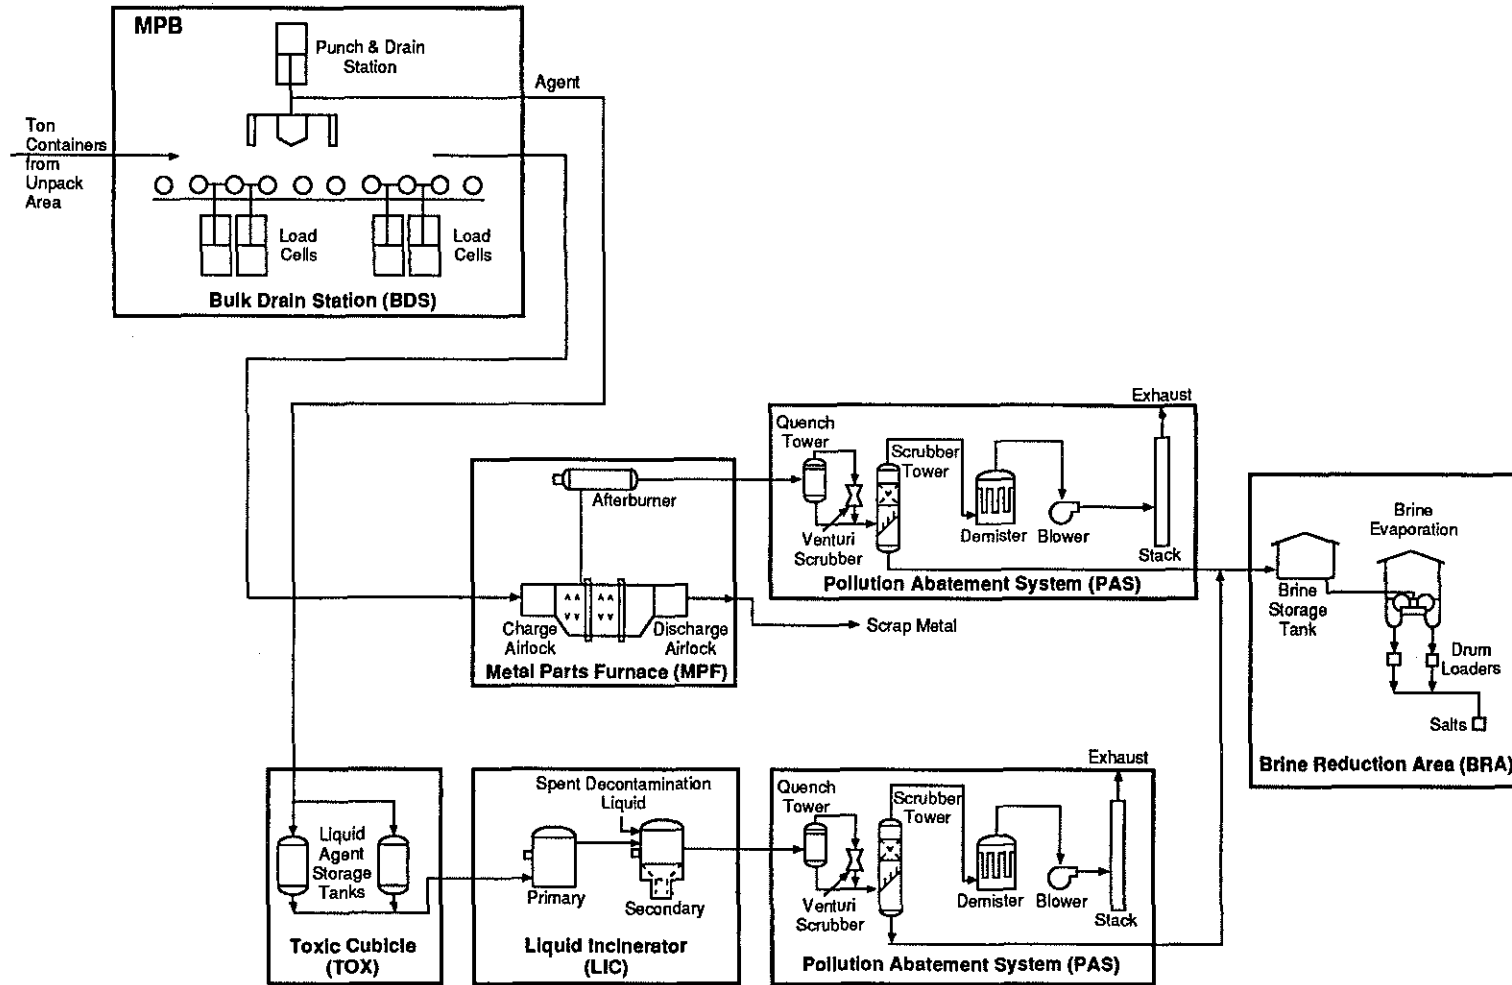 MPB
Punch & Drain
Station
Agent
Ton
Containers
from
Unpack
Area
Load
Cells
Load
Cells
Bulk Drain Station (BDS)
Afterburner
Charge
Airlock
Discharge
Airlock
Metal Parts Furnace (MPF)
Scrap Metal
Exhaust
Quench
Tower
Scrubber
Tower
Venturi
Scrubber
Demister
Blower
Stack
Pollution Abatement System (PAS)
Brine
Evaporation
Brine
Storage
Tank
Drum
Loaders
Salts
Brine Reduction Area (BRA)
Liquid
Agent
Storage
Tanks
Toxic Cubicle
(TOX)
Spent Decontamination
Liquid
Primary
Secondary
Liquid Incinerator
(LIC)
Exhaust
Quench
Tower
Scrubber
Tower
Venturi
Scrubber
Demister
Blower
Stack
Pollution Abatement System (PAS)